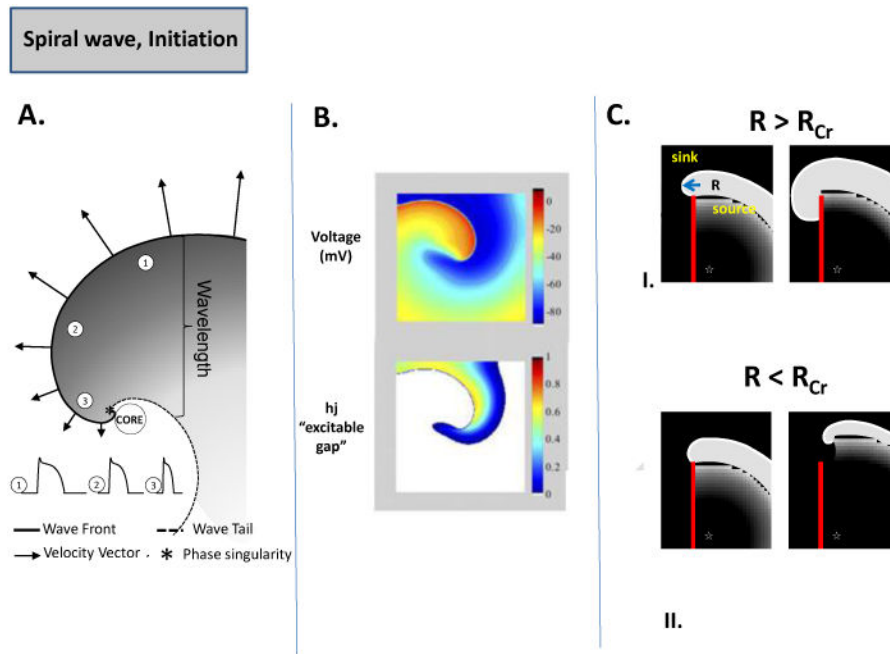 Spiral wave, Initiation
A.
1
2
3
Wavelength
*
CORE
1
2
3
Wave Front
Wave Tail
Velocity Vector .
* Phase singularity
B.
Voltage
(mV)
0
-20
-40
-60
-80
hj
“excitable
gap”
1
0.8
0.6
0.4
0.2
0
C.
R > RCr
sink
R
source
I.
R < RCr
II.